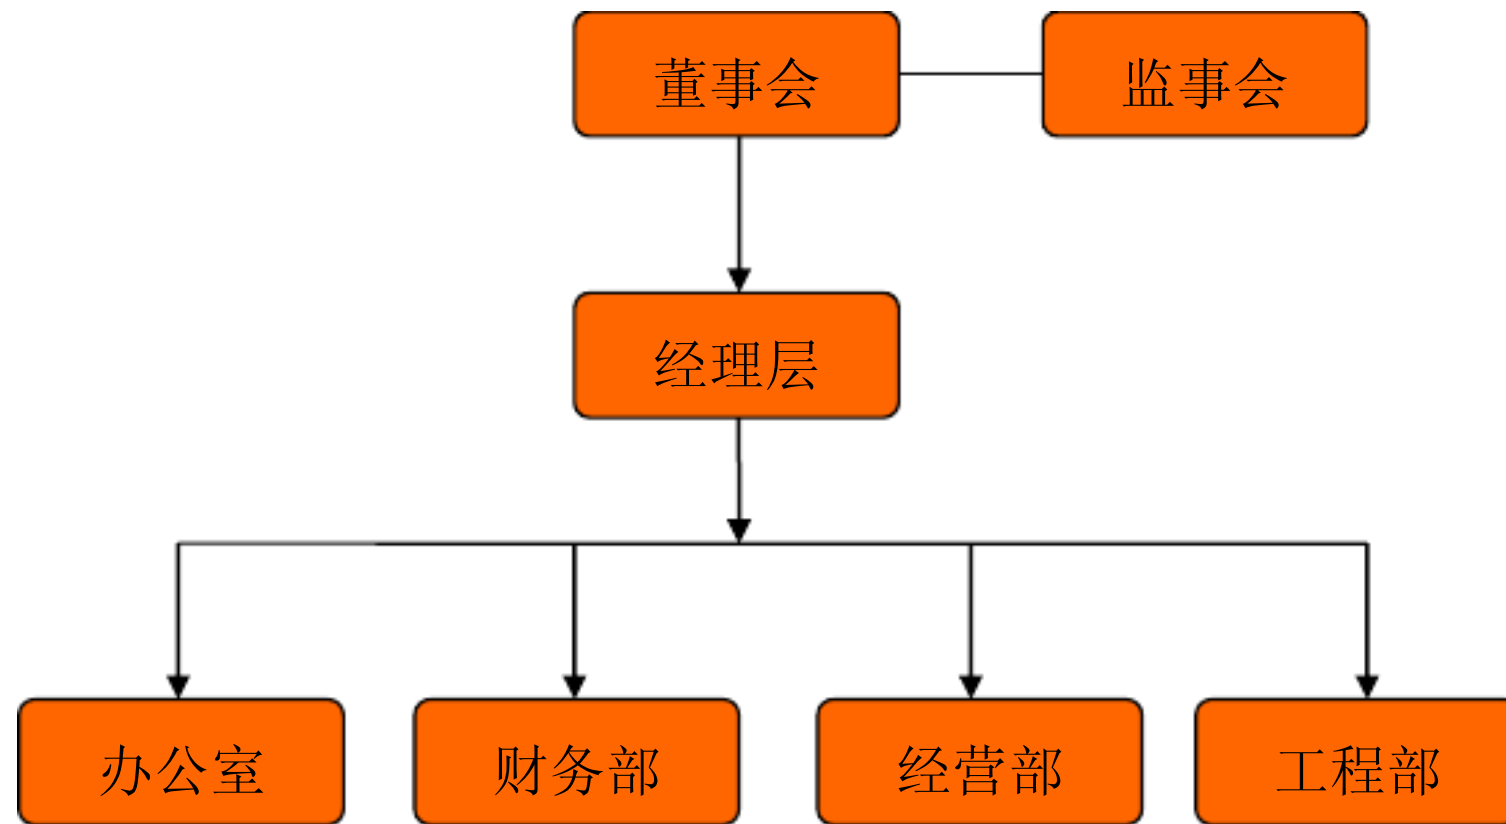 董事会
监事会
经理层
办公室
财务部
经营部
工程部